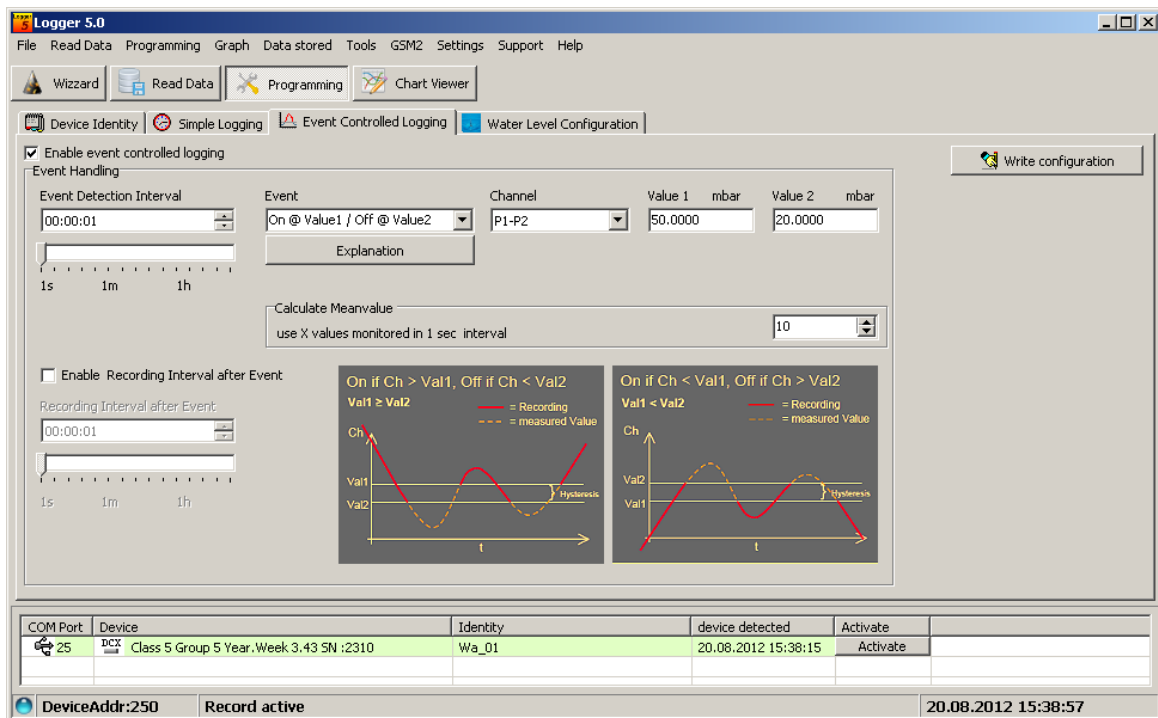 Logger 5.0
File Read Data Programming Graph Data stored Tools GSM2 Settings Support Help
Wizzard Read Data Programming Chart Viewer
Device Identity Simple Logging Event Controlled Logging Water Level Configuration
Enable event controlled logging
Write configuration
Event Handling
Event Detection Interval Event Channel Value 1 mbar Value 2 mbar
00:00:01 On @ Value1 / Off @ Value2 P1-P2 50.0000 20.0000
Explanation
1s 1m 1h
Calculate Meanvalue
use X values monitored in 1 sec interval 10
Enable Recording Interval after Event
Recording Interval after Event
00:00:01
1s 1m 1h
On if Ch > Val1, Off if Ch < Val2
Val1 ≥ Val2
= Recording
= measured Value
Ch
Val1
Val2
Hysteresis
t
On if Ch < Val1, Off if Ch > Val2
Val1 < Val2
= Recording
= measured Value
Ch
Val2
Val1
Hysteresis
t
COM Port Device Identity device detected Activate
25 DCX Class 5 Group 5 Year.Week 3.43 SN :2310 Wa_01 20.08.2012 15:38:15 Activate
DeviceAddr:250 Record active 20.08.2012 15:38:57